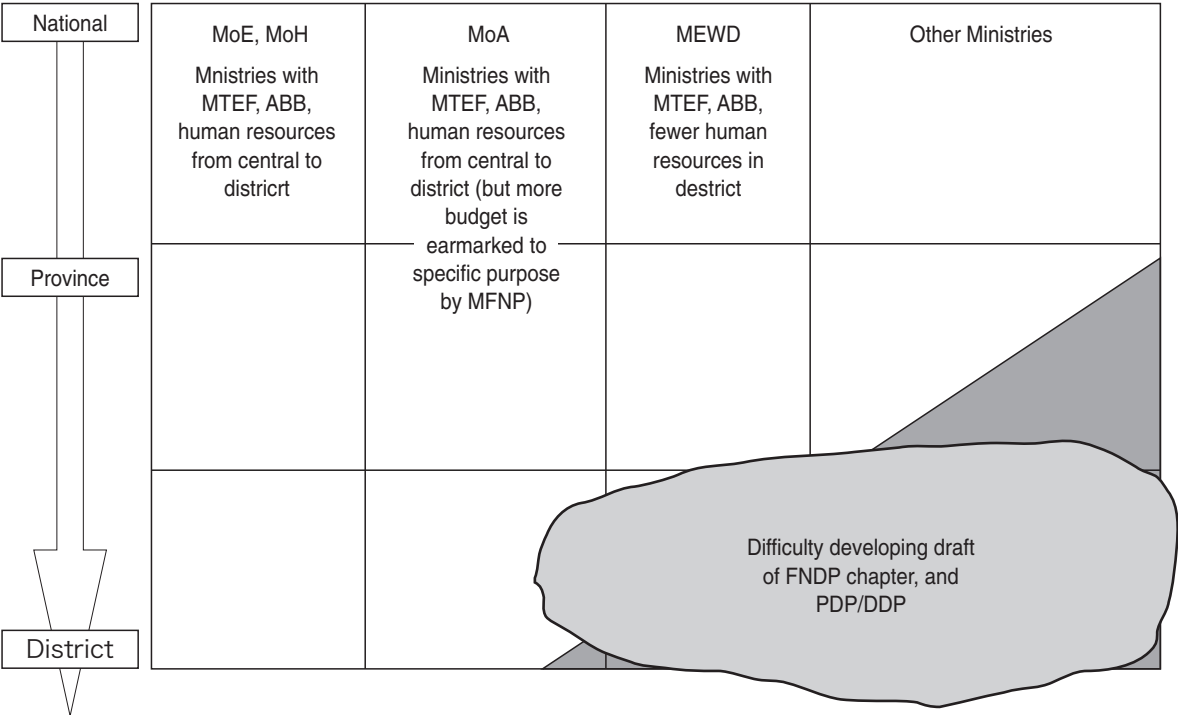 National
MoE, MoH
Mnistries with
MTEF, ABB,
human resources
from central to
districrt
MoA
Ministries with
MTEF, ABB,
human resources
from central to
district (but more
budget is
earmarked to
specific purpose
by MFNP)
MEWD
Ministries with
MTEF, ABB,
fewer human
resources in
destrict
Other Ministries
Province
Difficulty developing draft
of FNDP chapter, and
PDP/DDP
District